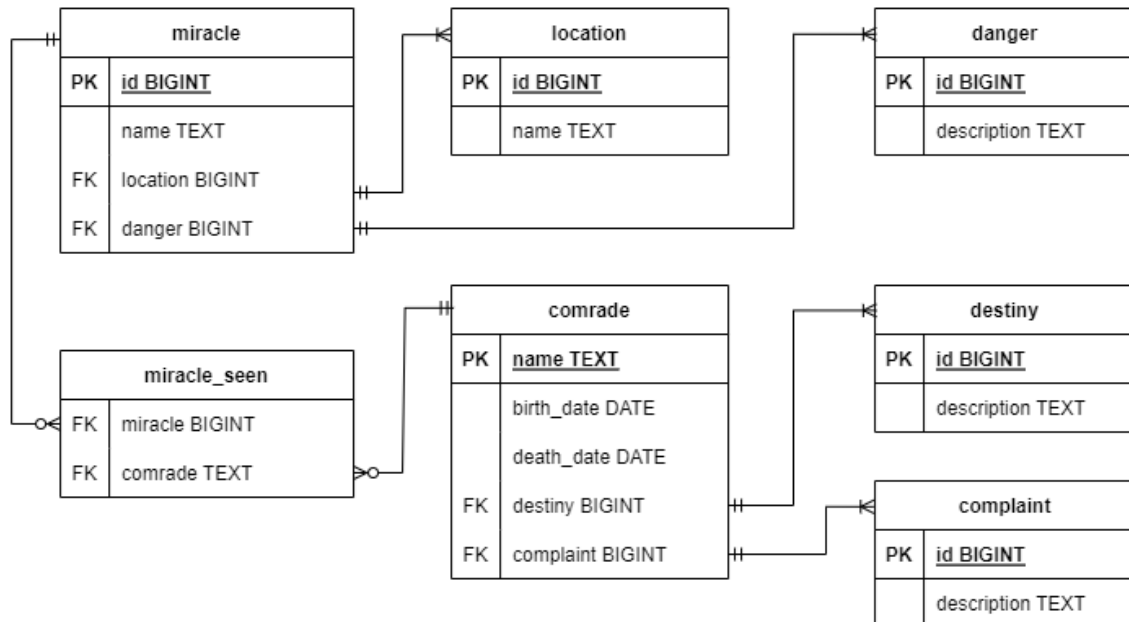 miracle
PK id BIGINT
name TEXT
FK location BIGINT
FK danger BIGINT
location
PK id BIGINT
name TEXT
danger
PK id BIGINT
description TEXT
miracle_seen
FK miracle BIGINT
FK comrade TEXT
comrade
PK name TEXT
birth_date DATE
death_date DATE
FK destiny BIGINT
FK complaint BIGINT
destiny
PK id BIGINT
description TEXT
complaint
PK id BIGINT
description TEXT